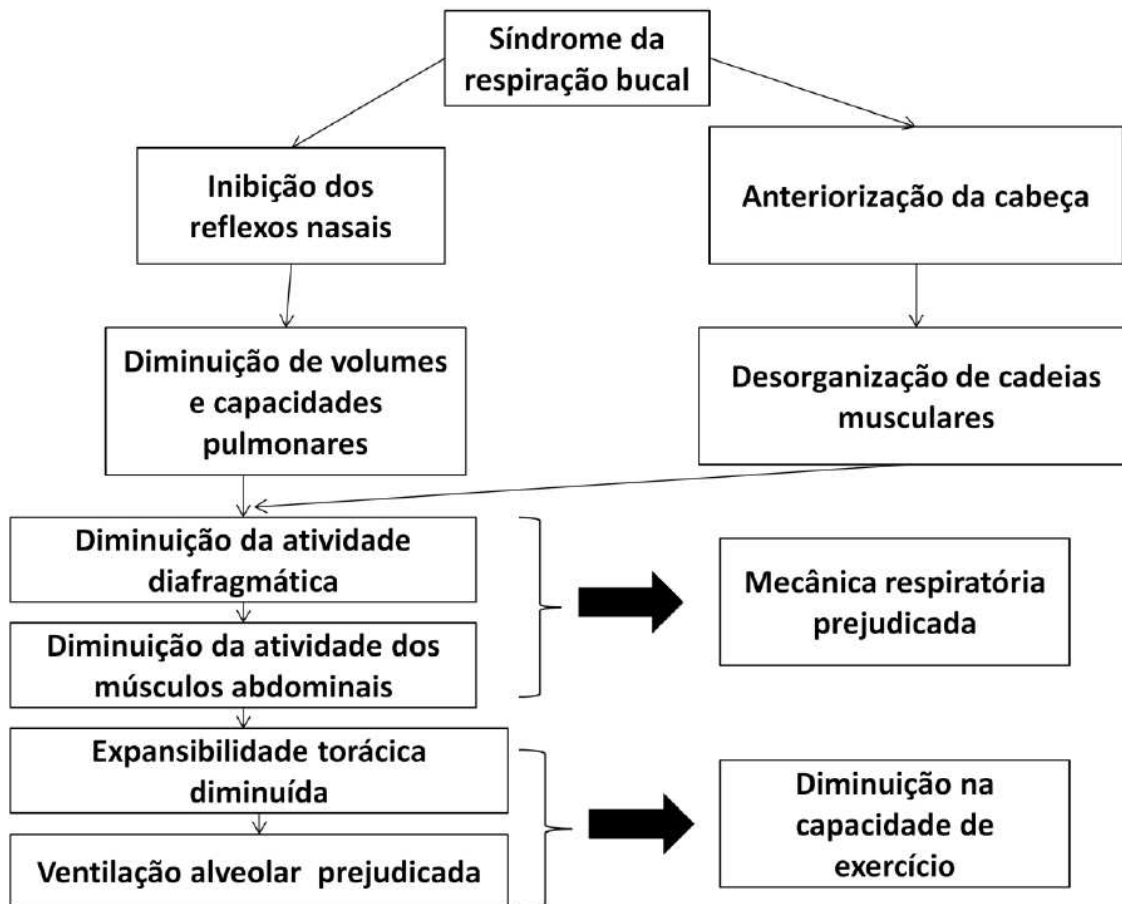 Síndrome da
respiração bucal
Inibição dos
reflexos nasais
Anteriorização da cabeça
Diminuição de volumes
e capacidades
pulmonares
Desorganização de cadeias
musculares
Diminuição da atividade
diafragmática
Diminuição da atividade dos
músculos abdominais
Mecânica respiratória
prejudicada
Expansibilidade torácica
diminuída
Ventilação alveolar prejudicada
Diminuição na
capacidade de
exercício